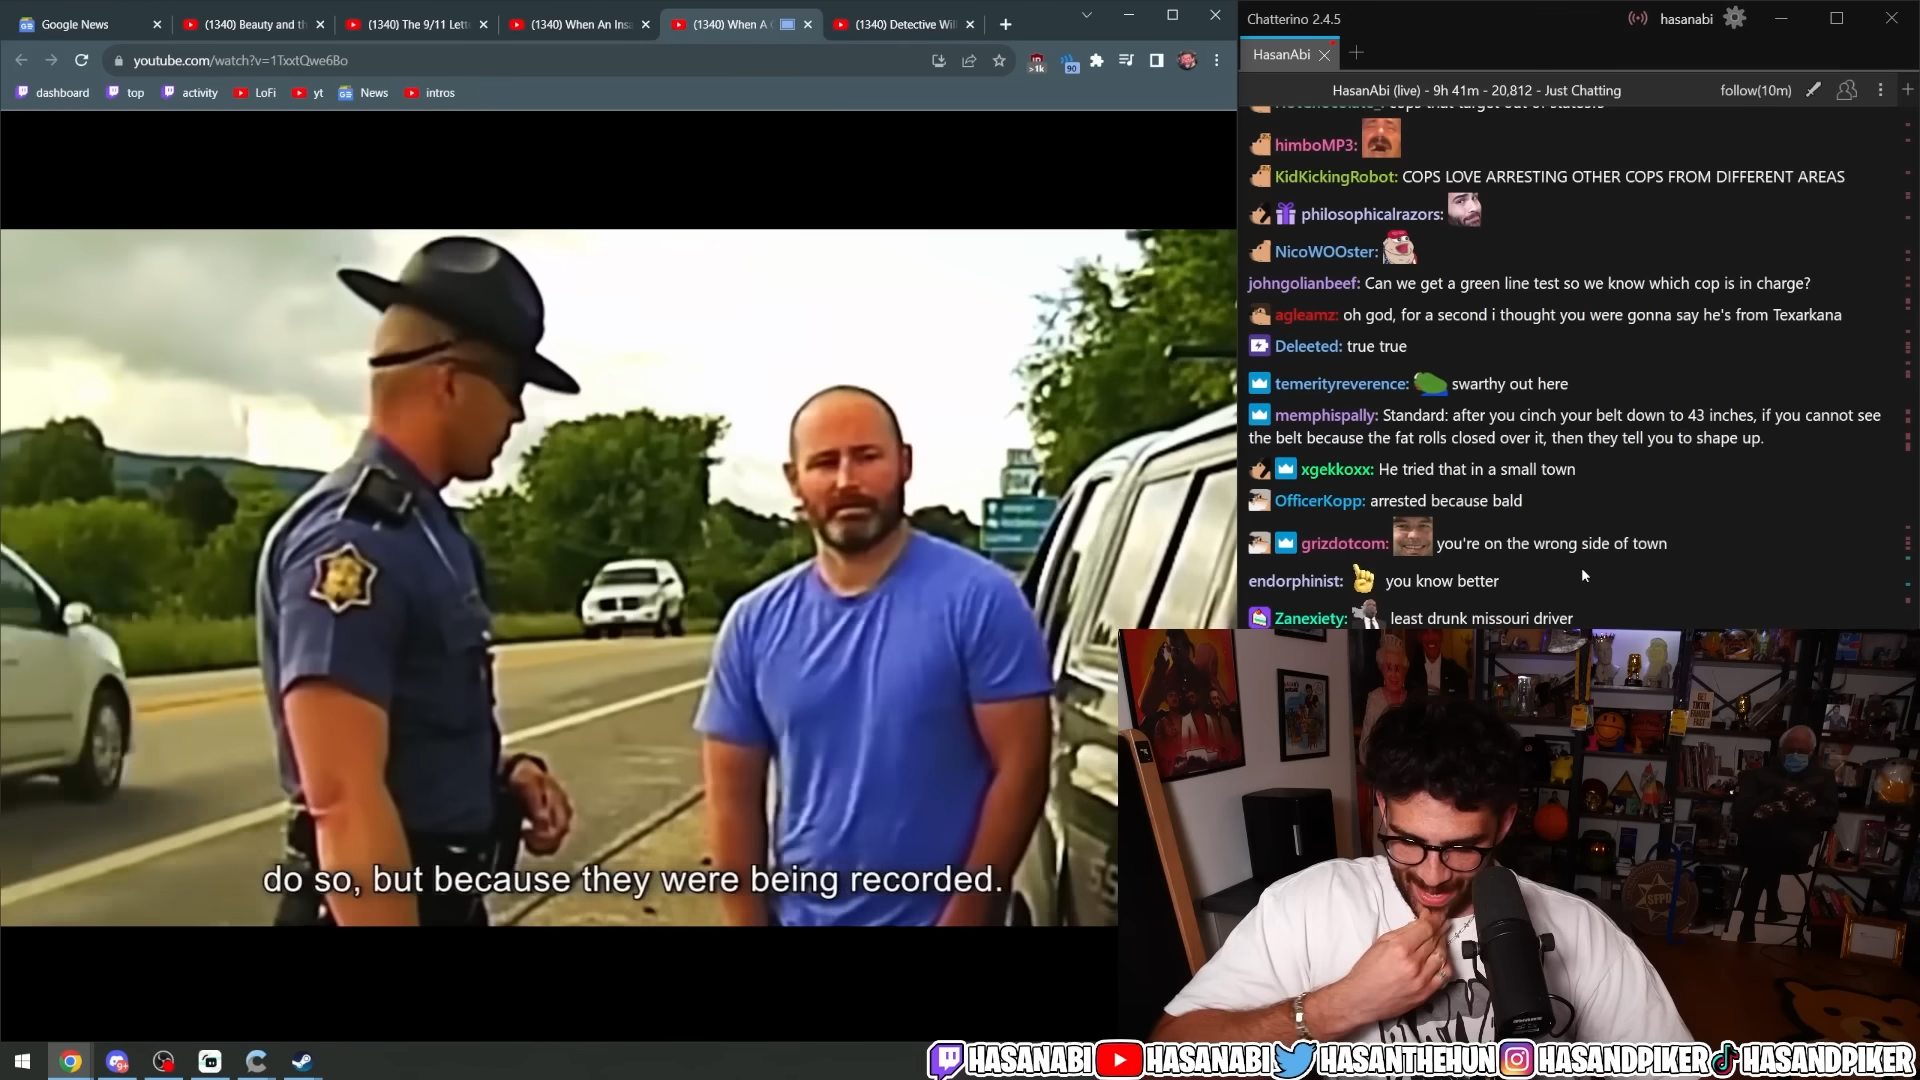 Google News
(1340) Beauty and th
(1340) The 9/11 Lett
(1340) When An Insa
(1340) When A C
(1340) Detective Wil
youtube.com/watch?v=1TxxtQwe6Bo
>1k
90
dashboard
top
activity
LoFi
yt
News
intros
do so, but because they were being recorded.
Chatterino 2.4.5
hasanabi
HasanAbi
HasanAbi (live) - 9h 41m - 20,812 - Just Chatting
follow(10m)
himboMP3:
KidKickingRobot: COPS LOVE ARRESTING OTHER COPS FROM DIFFERENT AREAS
philosophicalrazors:
NicoWOOster:
johngolianbeef: Can we get a green line test so we know which cop is in charge?
agleamz: oh god, for a second i thought you were gonna say he's from Texarkana
Deleeted: true true
temerityreverence: swarthy out here
memphispally: Standard: after you cinch your belt down to 43 inches, if you cannot see
the belt because the fat rolls closed over it, then they tell you to shape up.
xgekkoxx: He tried that in a small town
OfficerKopp: arrested because bald
grizdotcom: you're on the wrong side of town
endorphinist: you know better
Zanexiety: least drunk missouri driver
HASANABI
HASANABI
HASANTHEHUN
HASANDPIKER
HASANDPIKER